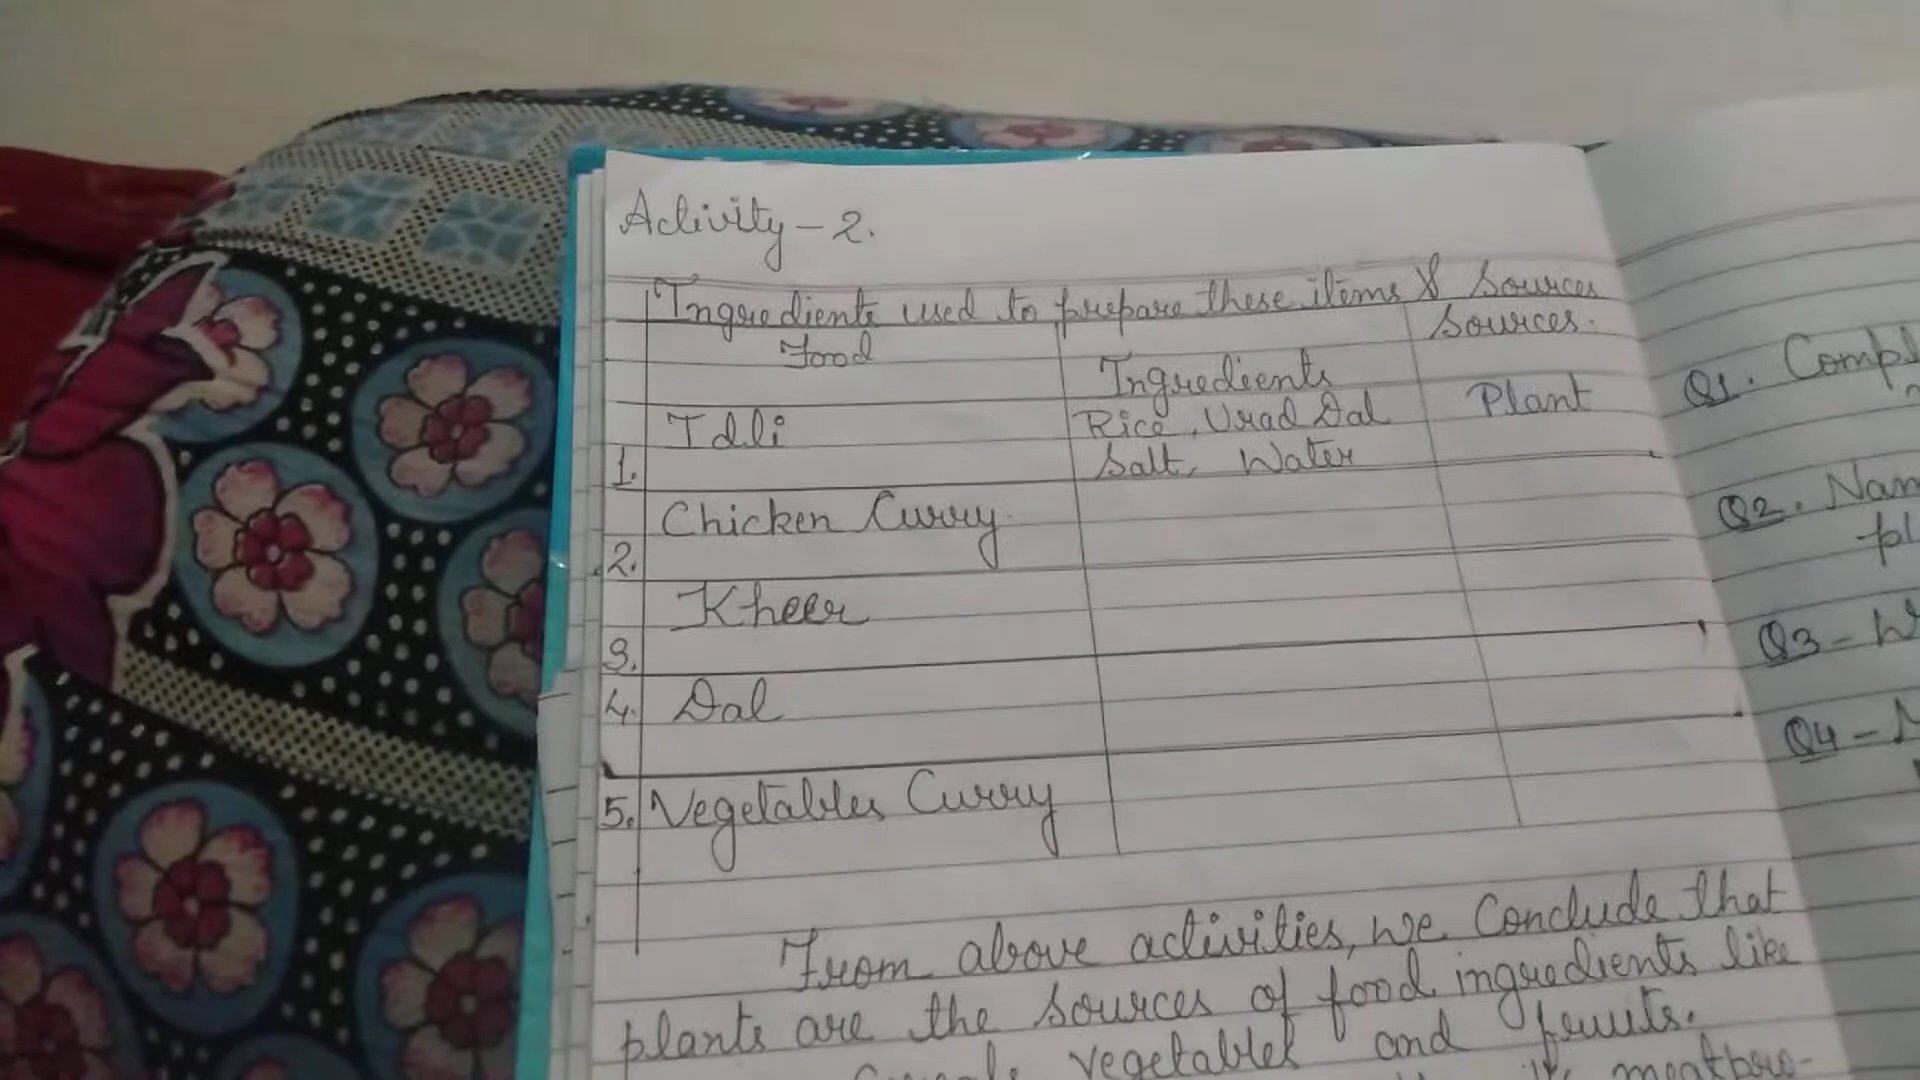 Activity - 2.
Ingredients used to prepare these items & Sources
Food Ingredients Sources.
1. Idli Rice, Urad Dal Plant
Salt, Water
2. Chicken Curry
3. Kheer
4. Dal
5. Vegetables Curry
From above activities, we Conclude that
plants are the sources of food ingredients like
vegetables and fruits.
Q1. Compl
Q2. Nam
pl
Q3 - W
Q4 -